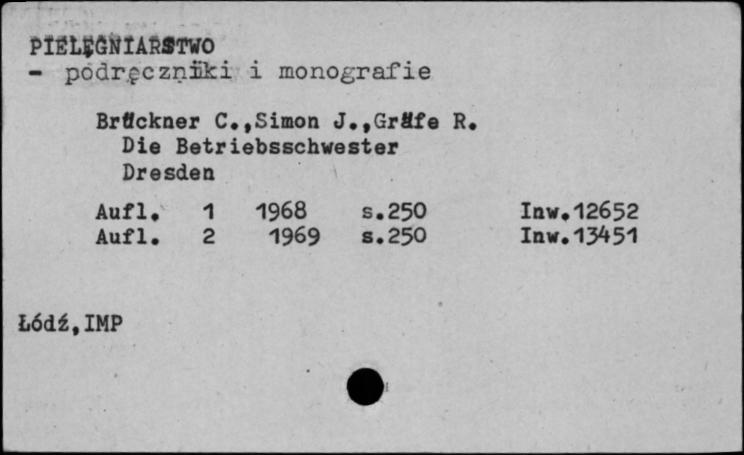 PIELĘGNIARSTWO
- podręczniki i monografie
Brückner C.,Simon J.,Gräfe R.
Die Betriebsschwester
Dresden
Aufl. 1 1968 s.250 Inw.12652
Aufl. 2 1969 s.250 Inw.13451
Łódź,IMP